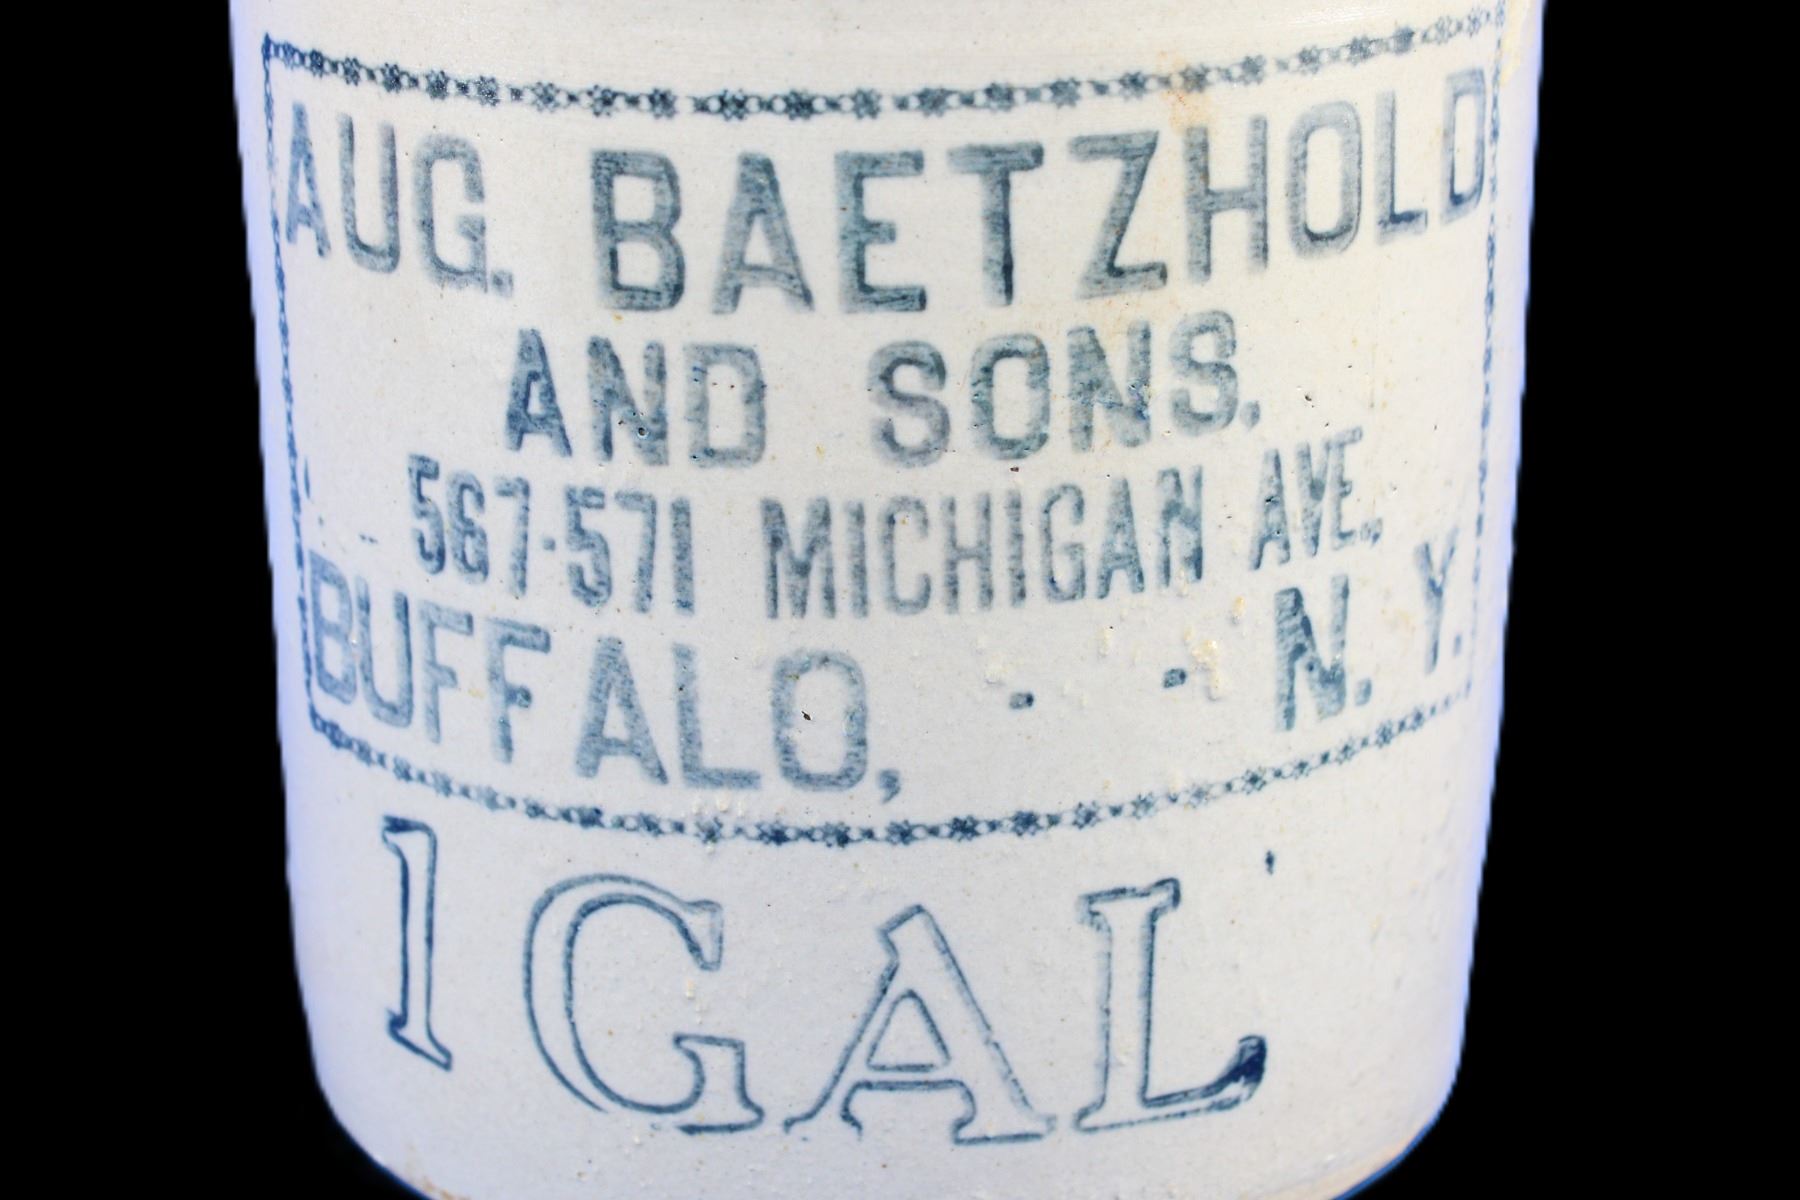 AUG. BAETZHOLD
AND SONS.
567-571 MICHIGAN AVE.,
BUFFALO, - - N. Y.
1 GAL